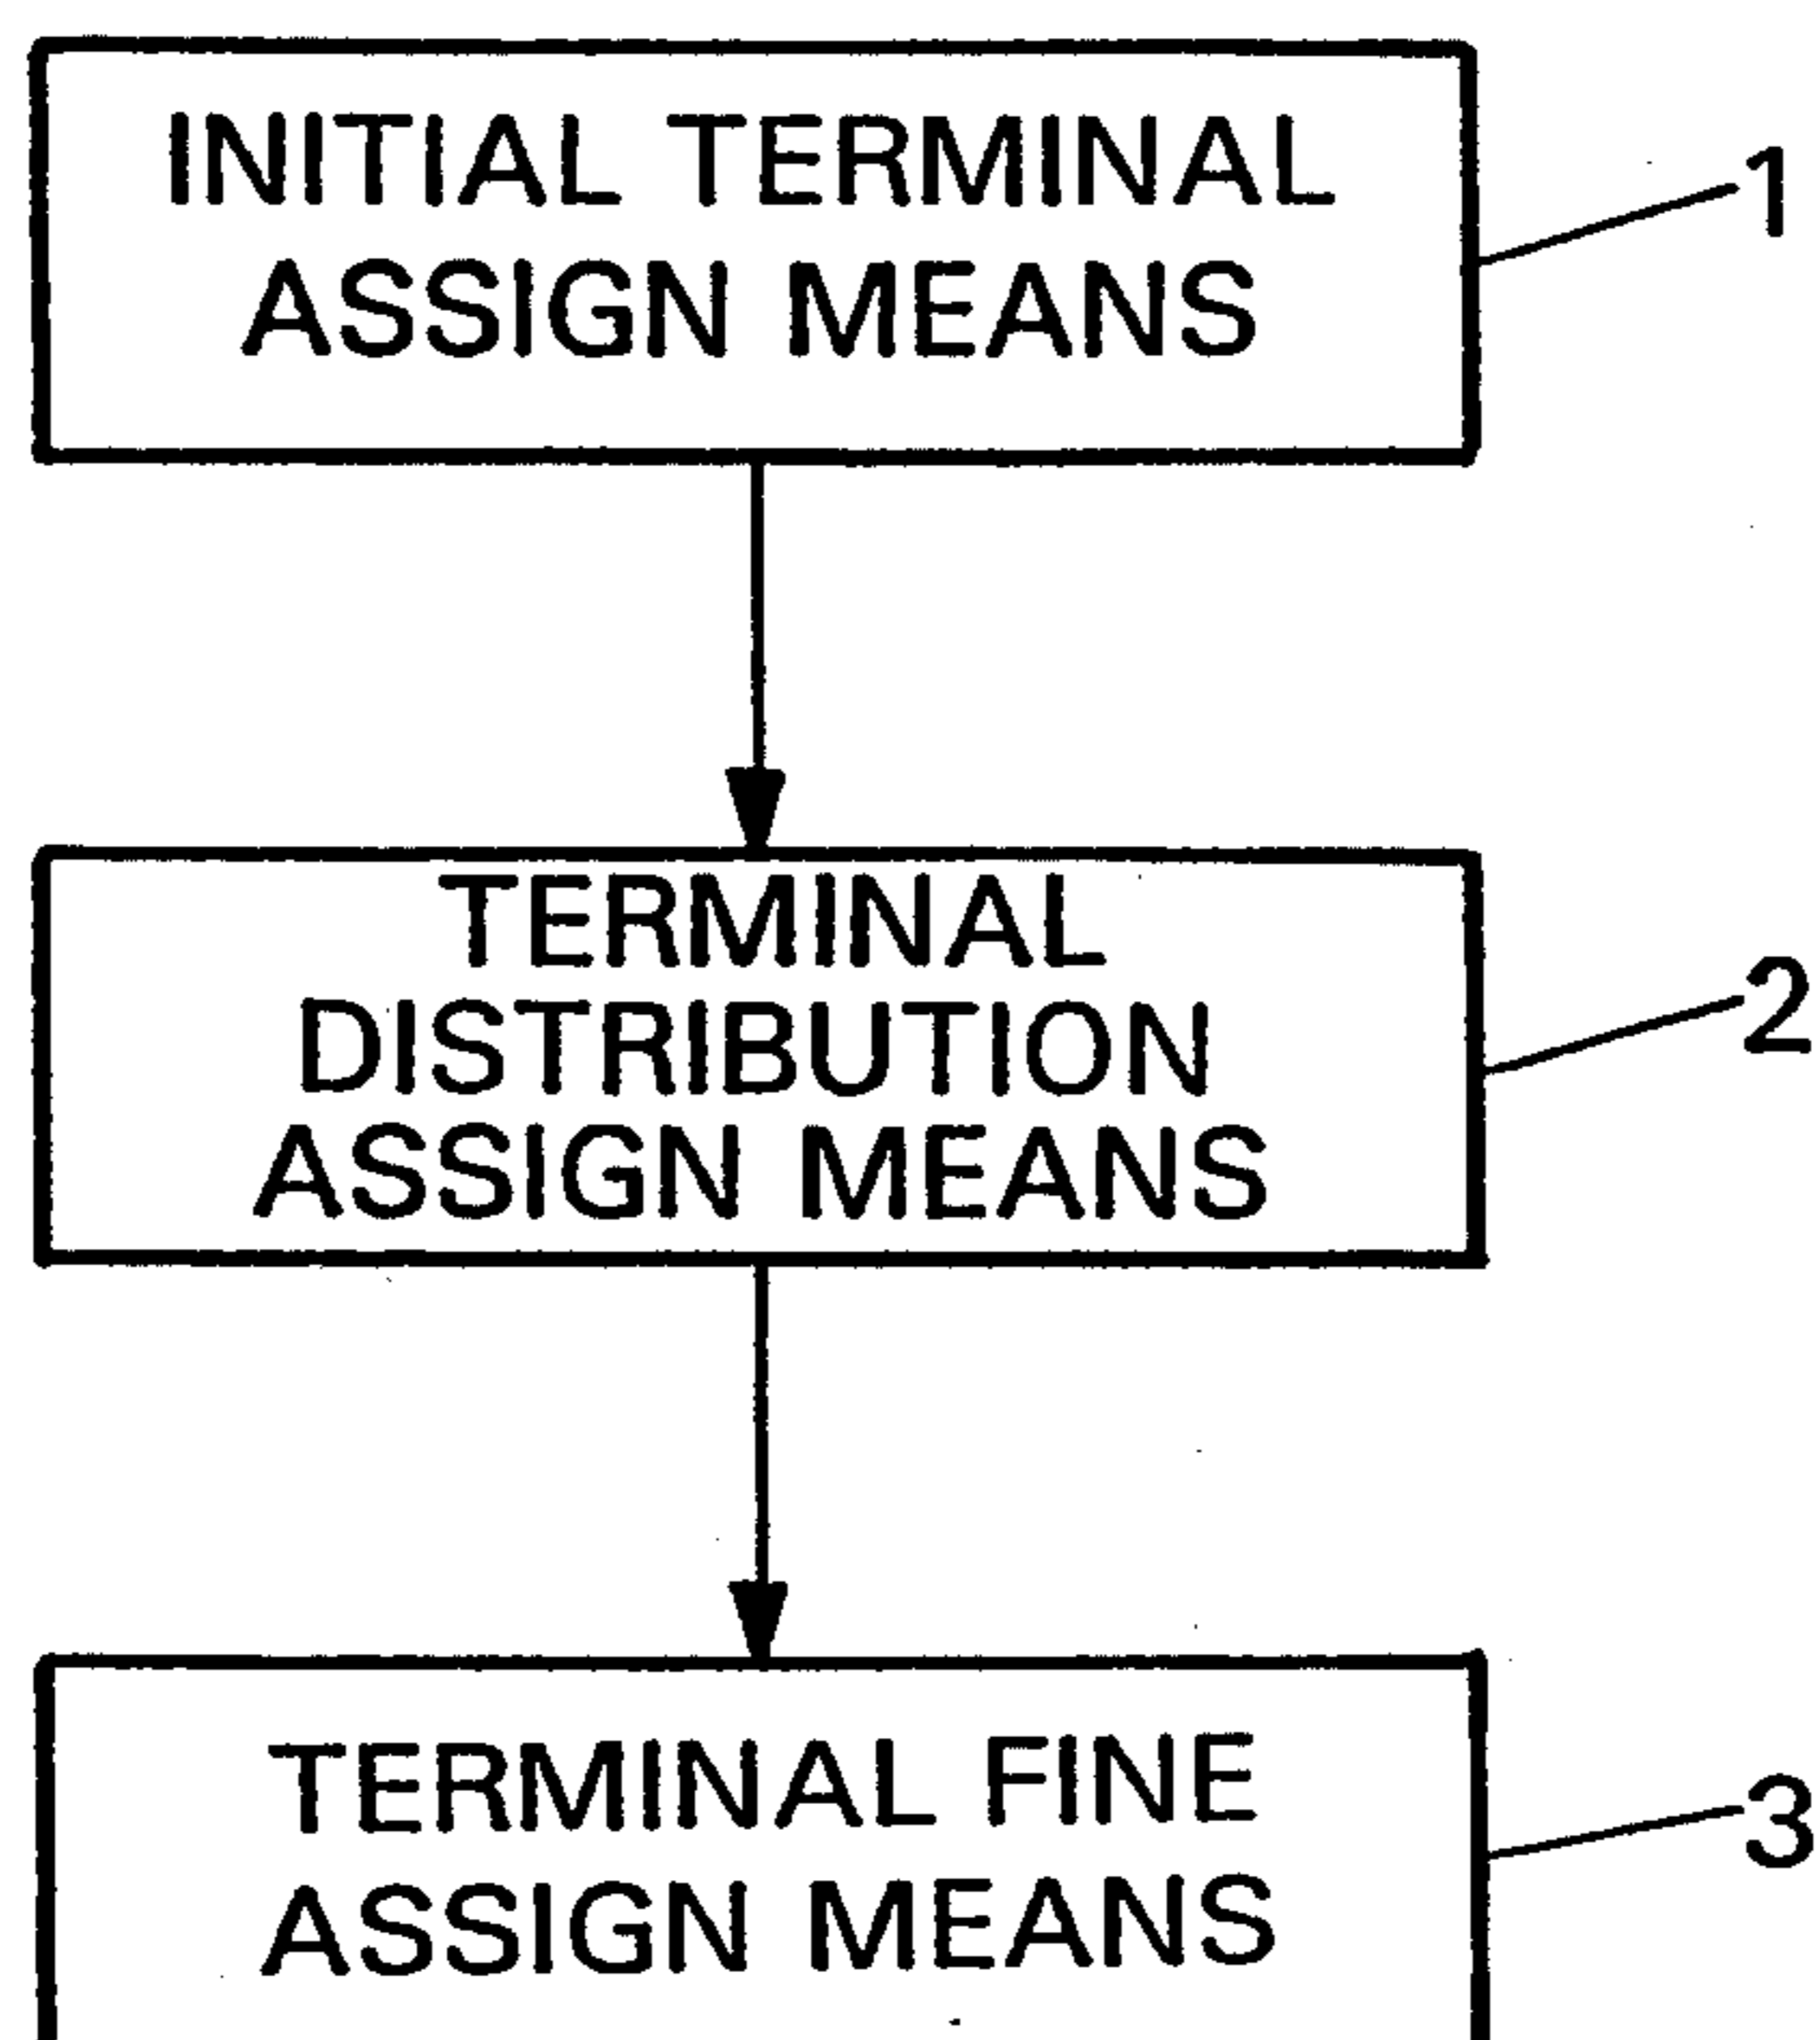 INITIAL TERMINAL
ASSIGN MEANS
1
TERMINAL
DISTRIBUTION
ASSIGN MEANS
2
TERMINAL FINE
ASSIGN MEANS
3